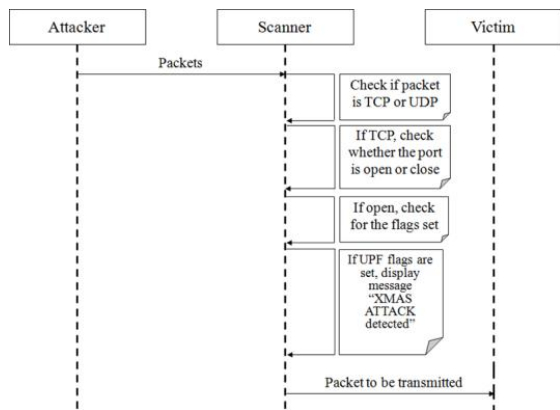 Attacker
Scanner
Victim
Packets
Check if packet
is TCP or UDP
If TCP, check
whether the port
is open or close
If open, check
for the flags set
If UPF flags are
set, display
message
“XMAS
ATTACK
detected”
Packet to be transmitted